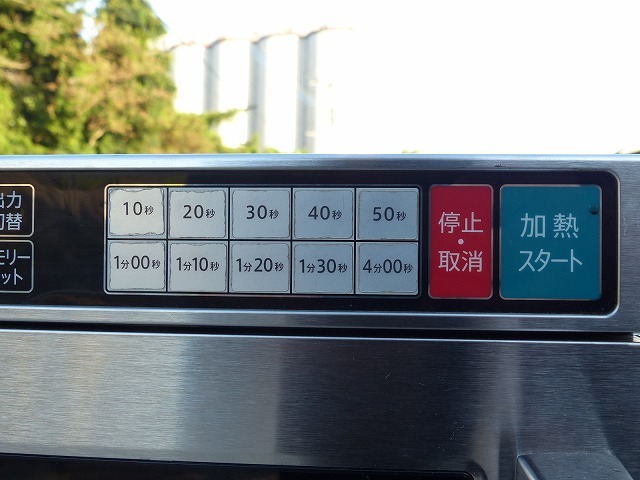 出力
切替
メモリー
セット
10秒
20秒
30秒
40秒
50秒
1分00秒
1分10秒
1分20秒
1分30秒
4分00秒
停止
・
取消
加熱
スタート